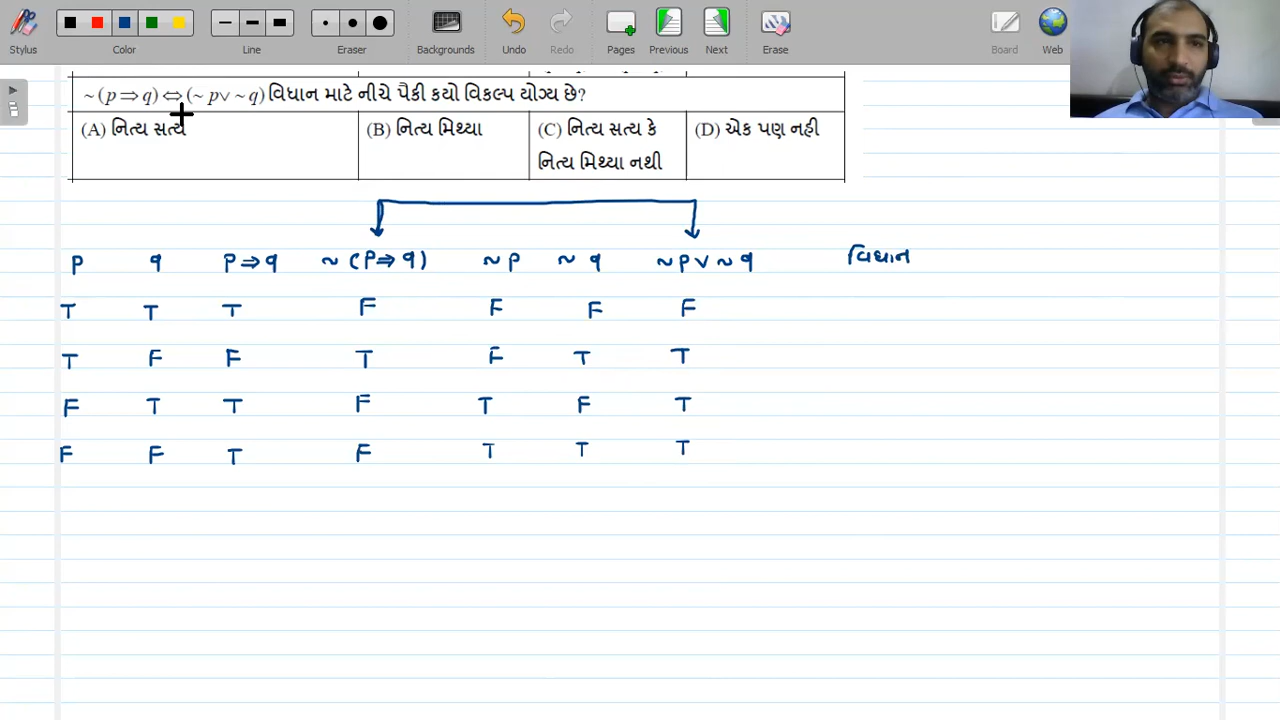 Stylus
Color
Line
Eraser
Backgrounds
Undo
Redo
Pages
Previous
Next
Erase
Board
Web
~ (p ⇒ q) ⇔ (~ p∨ ~ q) વિધાન માટે નીચે પૈકી કયો વિકલ્પ યોગ્ય છે?
(A) નિત્ય સત્ય (B) નિત્ય મિથ્યા (C) નિત્ય સત્ય કે (D) એક પણ નહી
નિત્ય મિથ્યા નથી
p q p ⇒ q ~ (p ⇒ q) ~ p ~ q ~ p ∨ ~ q વિધાન
T T T F F F F
T F F T F T T
F T T F T F T
F F T F T T T